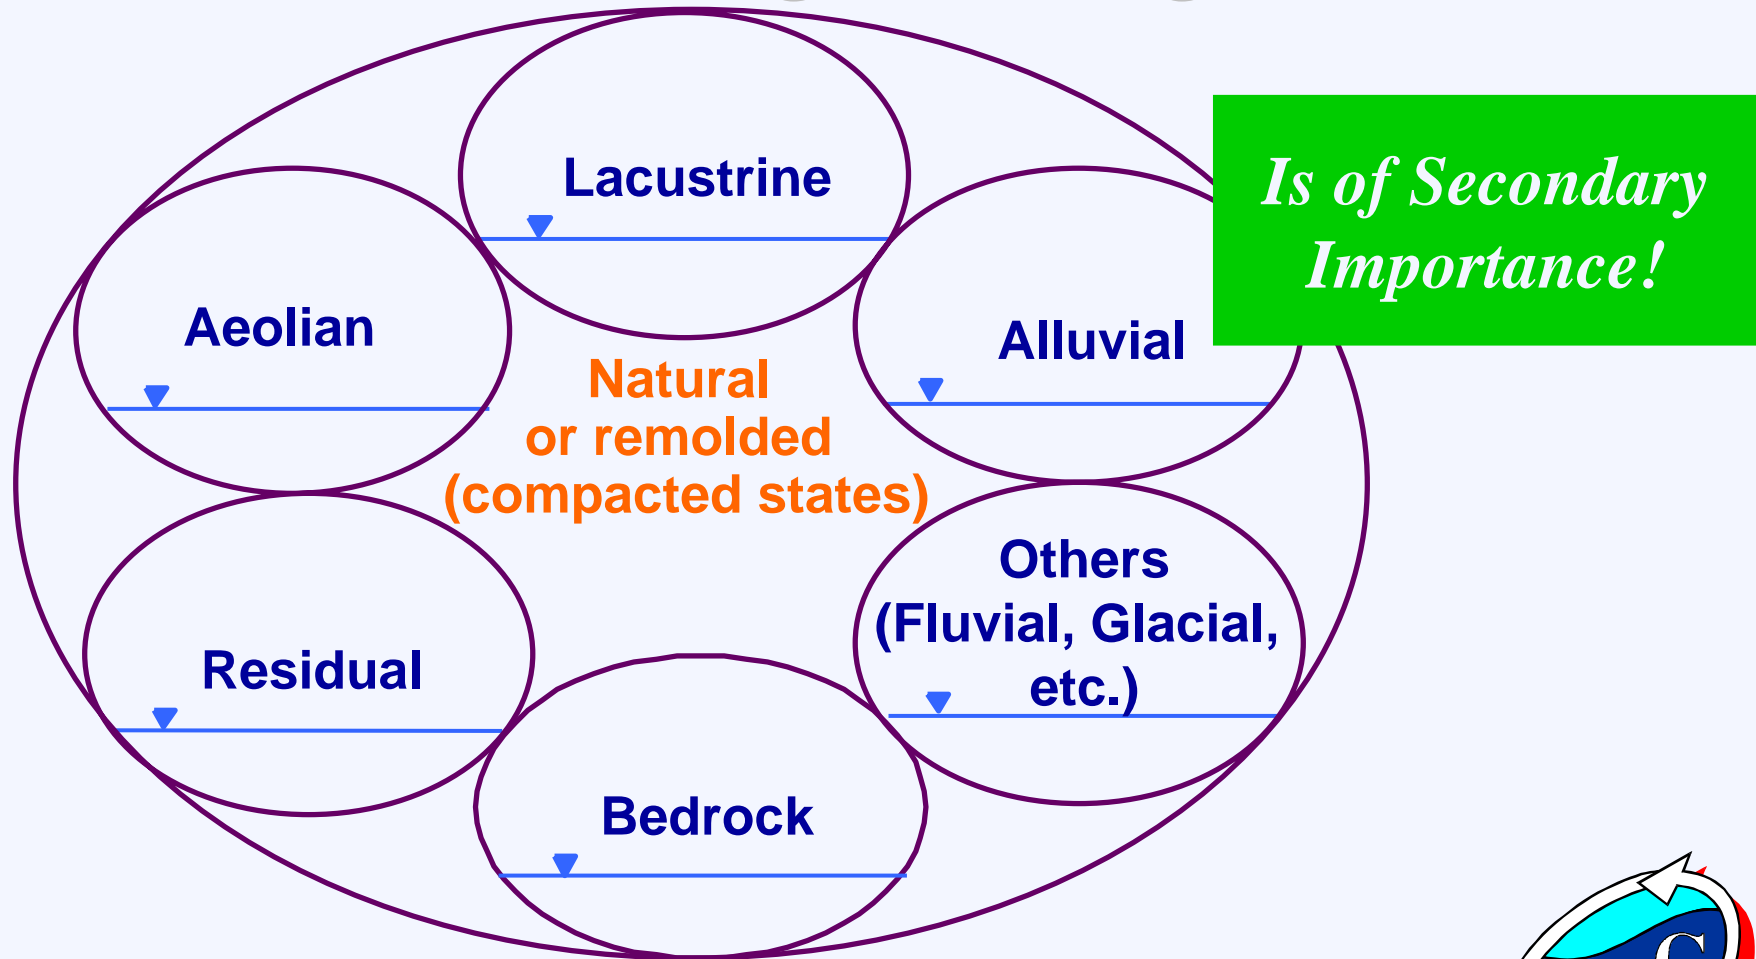 Lacustrine
Is of Secondary
Importance!
Aeolian
Alluvial
Natural
or remolded
(compacted states)
Others
(Fluvial, Glacial,
etc.)
Residual
Bedrock
C